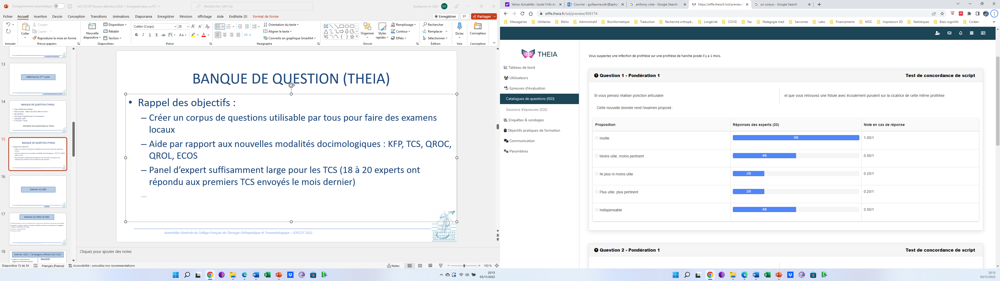 Enregistrement automatique
AG CFCOT Version définitive 2022 • Enregistré dans ce PC
Rechercher (Alt+Q)
Guillaume-A. Odri
GO
Fichier Accueil Insertion Dessin Conception Transitions Animations Diaporama Enregistrer Révision Affichage Aide EndNote 20 Format de forme
Enregistrer
Partager
Couper
Copier
Reproduire la mise en forme
Coller
Annuler
Presse-papiers
Nouvelle
diapositive
Disposition
Rétablir
Section
Diapositives
Calibri (Corps)
28
Police
Orientation du texte
Aligner le texte
Convertir en graphique SmartArt
Paragraphe
Organiser
Styles
rapides
Remplissage
Contour
Effets
Dessin
Rechercher
Remplacer
Sélectionner
Édition
Dicter
Voix
Concepteur
Concepteur
13
Réforme du 2ème cycle
14
BANQUE DE QUESTION (THEIA)
ENVIRON 350 QUESTIONS AU TOTAL
15
BANQUE DE QUESTION (THEIA)
16
Examen du DES
17
Examen du DESC et DES
18
Examen 2022 / Campagne collecte QCS 2022
BANQUE DE QUESTION (THEIA)
• Rappel des objectifs :
– Créer un corpus de questions utilisable par tous pour faire des examens
locaux
– Aide par rapport aux nouvelles modalités docimologiques : KFP, TCS, QROC,
QROL, ECOS
– Panel d’expert suffisamment large pour les TCS (18 à 20 experts ont
répondu aux premiers TCS envoyés le mois dernier)
–
Assemblée Générale du Collège Français de Chirurgie Orthopédique et Traumatologique – SOFCOT 2022
COLLÈGE
FRANÇAIS
CHIRURGIENS
ORTHOPÉDISTES
TRAUMATOLOGUES
Cliquez pour ajouter des notes
Diapositive 15 de 34 Français (France) Accessibilité : consultez nos recommandations
Notes
103 %
20:13
05/11/2022
Yahoo Actualités : toute l'info en
Courrier - guillaume.odri@aphp.
anthony viste - Google Search
https://elffe.theia.fr/isd/preview/
un corpus - Google Search
elffe.theia.fr/isd/preview/958174
Messageries Utilitaires Biblio Administratif Bioinformatique Traduction Recherche orthopé... Longévité COVID Fac Pedagogie med Sarcomes Labo Financements MOC Impression 3D Statistiques Biais cognitifs Coréen »
THEIA
Tableau de bord
Utilisateurs
Epreuves d'évaluation
Catalogues de questions (ISD)
Sessions d'épreuves (IGE)
Enquêtes & sondages
Objectifs pratiques de formation
Communication
Paramètres
Vous suspectez une infection de prothèse sur une prothèse de hanche posée il y a 1 mois.
Question 1 - Pondération 1 Test de concordance de script
Si vous pensez réaliser ponction articulaire et que vous retrouvez une fistule avec écoulement purulent sur la cicatrice de cette même prothèse
Cette nouvelle donnée rend l'examen proposé :
Proposition Réponses des experts (20) Note en cas de réponse
Inutile 8/8 1.00/1
Moins utile, moins pertinent 4/8 0.50/1
Ni plus ni moins utile 2/8 0.25/1
Plus utile, plus pertinent 2/8 0.25/1
Indispensable 4/8 0.50/1
Question 2 - Pondération 1 Test de concordance de script
20:13
05/11/2022